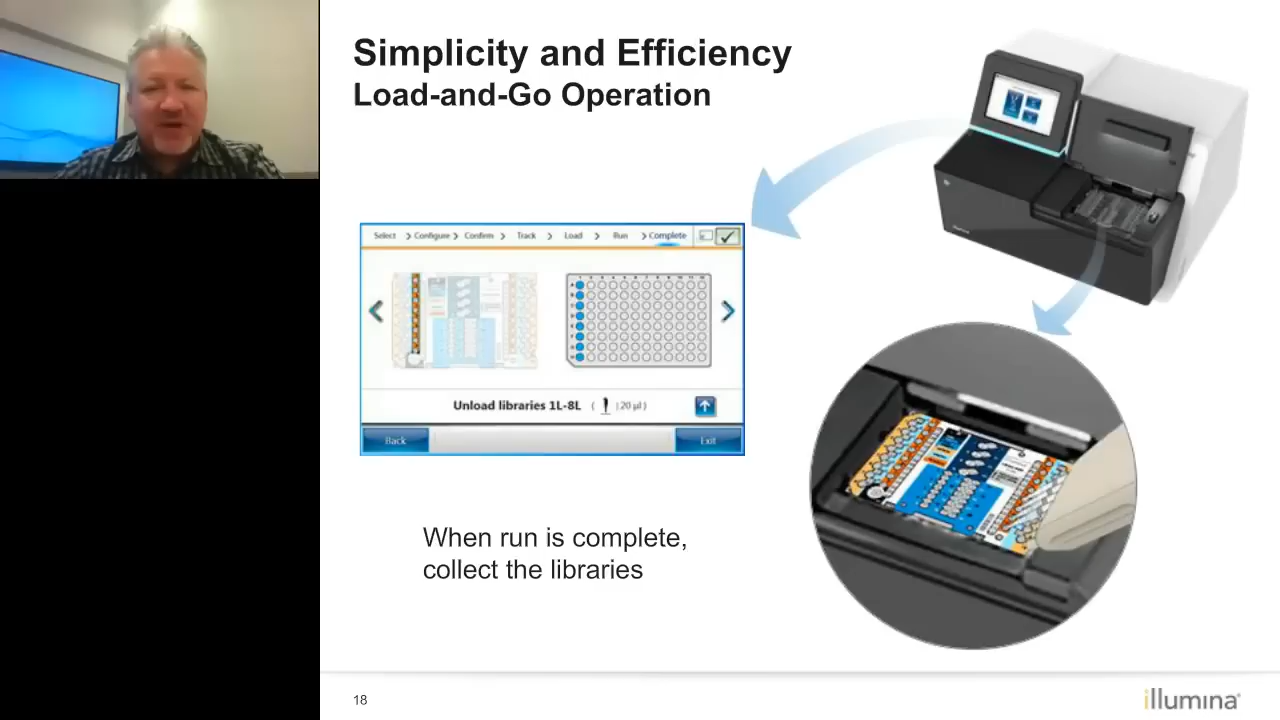 Simplicity and Efficiency
Load-and-Go Operation
Select > Configure > Confirm > Track > Load > Run > Complete
Unload libraries 1L-8L ( | 20 µl )
Back
Exit
When run is complete,
collect the libraries
18
illumina